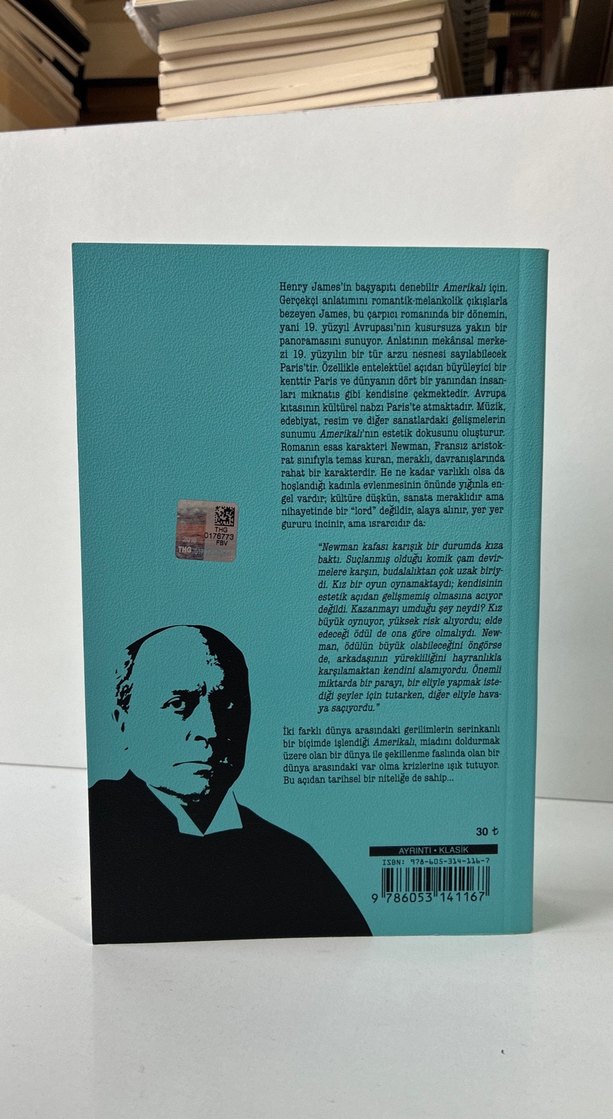 Henry James'in başyapıtı denebilir Amerikalı için.
Gerçekçi anlatımını romantik-melankolik çıkışlarla
bezeyen James, bu çarpıcı romanında bir dönemin,
yani 19. yüzyıl Avrupası'nın kusursuza yakın bir
panoramasını sunuyor. Anlatının mekânsal merke-
zi 19. yüzyılın bir tür arzu nesnesi sayılabilecek
Paris'tir. Özellikle entelektüel açıdan büyüleyici bir
kenttir Paris ve dünyanın dört bir yanından insan-
ları mıknatıs gibi kendisine çekmektedir. Avrupa
kıtasının kültürel nabzı Paris'te atmaktadır. Müzik,
edebiyat, resim ve diğer sanatlardaki gelişmelerin
sunumu Amerikalı'nın estetik dokusunu oluşturur.
Romanın esas karakteri Newman, Fransız aristok-
rat sınıfıyla temas kuran, meraklı, davranışlarında
rahat bir karakterdir. He ne kadar varlıklı olsa da
hoşlandığı kadınla evlenmesinin önünde yığınla en-
gel vardır; kültüre düşkün, sanata meraklıdır ama
nihayetinde bir "lord" değildir, alaya alınır, yer yer
gururu incinir, ama ısrarcıdır da:
THG
0176773
FBV
THG
"Newman kafası karışık bir durumda kıza
baktı. Suçlanmış olduğu komik çam devir-
melere karşın, budalalıktan çok uzak biriy-
di. Kız bir oyun oynamaktaydı; kendisinin
estetik açıdan gelişmemiş olmasına acıyor
değildi. Kazanmayı umduğu şey neydi? Kız
büyük oynuyor, yüksek risk alıyordu; elde
edeceği ödül de ona göre olmalıydı. New-
man, ödülün büyük olabileceğini öngörse
de, arkadaşının yürekliliğini hayranlıkla
karşılamaktan kendini alamıyordu. Önemli
miktarda bir parayı, bir eliyle yapmak iste-
diği şeyler için tutarken, diğer eliyle hava-
ya saçıyordu."
İki farklı dünya arasındaki gerilimlerin serinkanlı
bir biçimde işlendiği Amerikalı, miadını doldurmak
üzere olan bir dünya ile şekillenme faslında olan bir
dünya arasındaki var olma krizlerine ışık tutuyor.
Bu açıdan tarihsel bir niteliğe de sahip...
30 ₺
AYRINTI • KLASİK
ISBN: 978-605-314-116-7
9 786053 141167